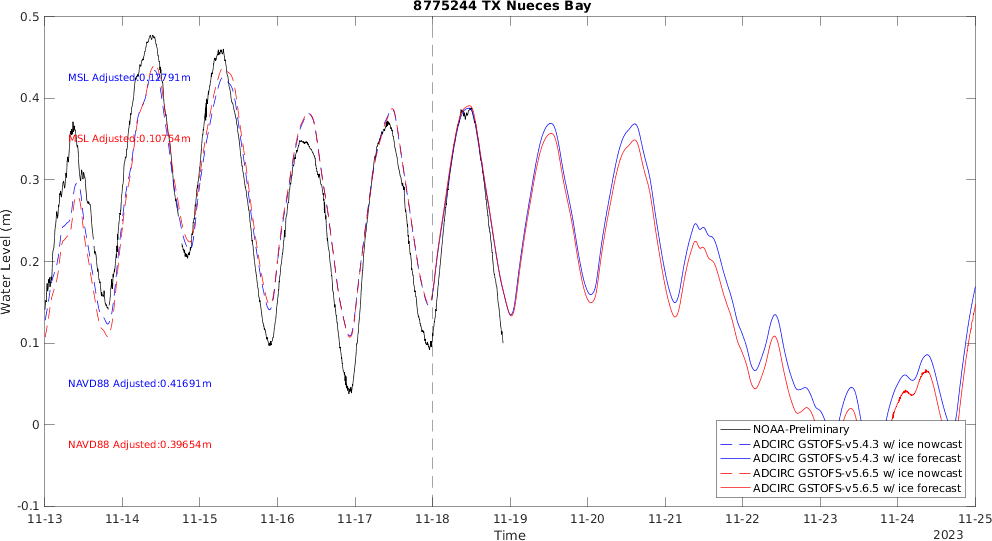 8775244 TX Nueces Bay
Water Level (m)
0.5
0.4
0.3
0.2
0.1
0
-0.1
MSL Adjusted:0.12791m
MSL Adjusted:0.10754m
NAVD88 Adjusted:0.41691m
NAVD88 Adjusted:0.39654m
NOAA-Preliminary
ADCIRC GSTOFS-v5.4.3 w/ ice nowcast
ADCIRC GSTOFS-v5.4.3 w/ ice forecast
ADCIRC GSTOFS-v5.6.5 w/ ice nowcast
ADCIRC GSTOFS-v5.6.5 w/ ice forecast
11-13 11-14 11-15 11-16 11-17 11-18 11-19 11-20 11-21 11-22 11-23 11-24 11-25
Time
2023